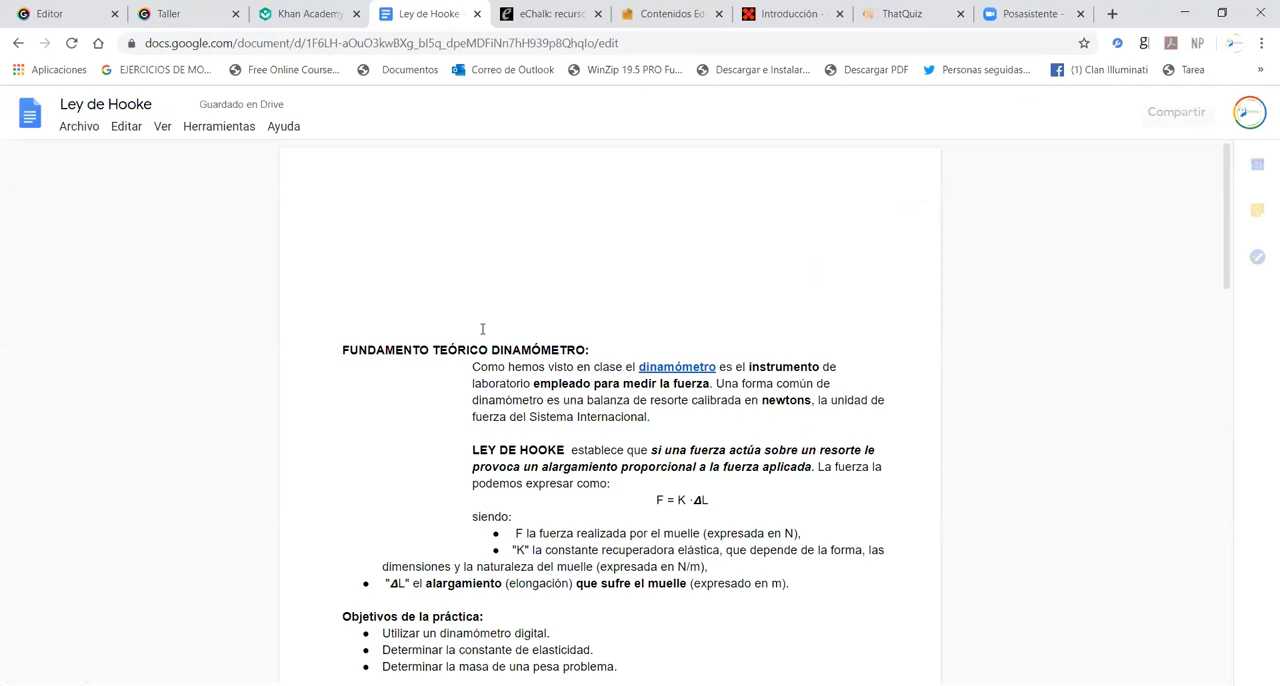 Editor
Taller
Khan Academy
Ley de Hooke -
eChalk: recurso
Contenidos Ed
Introducción -
ThatQuiz
Posasistente -
docs.google.com/document/d/1F6LH-aOuO3kwBXg_bI5q_dpeMDFiNn7hH939p8QhqIo/edit
Aplicaciones
EJERCICIOS DE MO...
Free Online Course...
Documentos
Correo de Outlook
WinZip 19.5 PRO Fu...
Descargar e Instalar...
Descargar PDF
Personas seguidas...
(1) Clan Illuminati
Tarea
»
Ley de Hooke
Guardado en Drive
Compartir
Archivo Editar Ver Herramientas Ayuda
FUNDAMENTO TEÓRICO DINAMÓMETRO:
Como hemos visto en clase el dinamómetro es el instrumento de
laboratorio empleado para medir la fuerza. Una forma común de
dinamómetro es una balanza de resorte calibrada en newtons, la unidad de
fuerza del Sistema Internacional.
LEY DE HOOKE establece que si una fuerza actúa sobre un resorte le
provoca un alargamiento proporcional a la fuerza aplicada. La fuerza la
podemos expresar como:
F = K ·ΔL
siendo:
● F la fuerza realizada por el muelle (expresada en N),
● "K" la constante recuperadora elástica, que depende de la forma, las
dimensiones y la naturaleza del muelle (expresada en N/m),
● "ΔL" el alargamiento (elongación) que sufre el muelle (expresado en m).
Objetivos de la práctica:
● Utilizar un dinamómetro digital.
● Determinar la constante de elasticidad.
● Determinar la masa de una pesa problema.